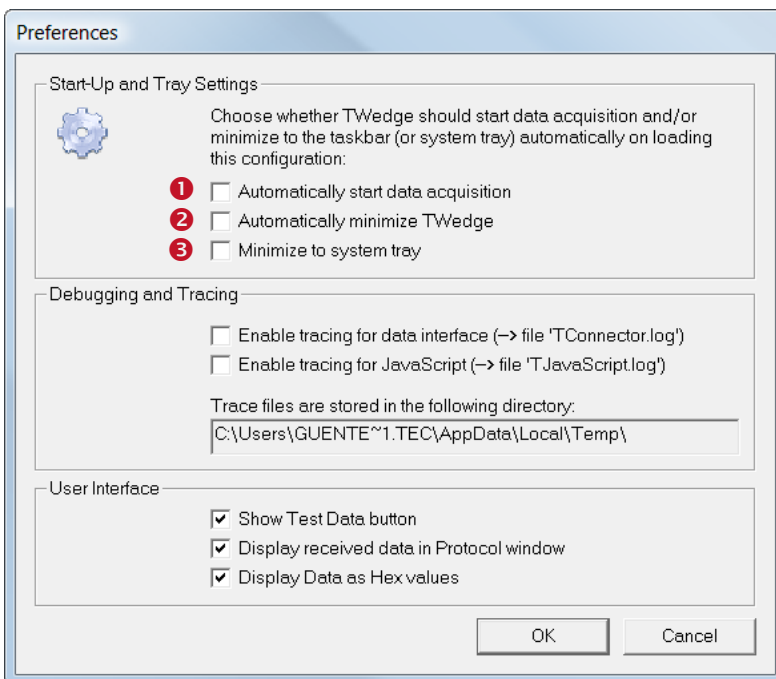 Preferences
Start-Up and Tray Settings
Choose whether TWedge should start data acquisition and/or
minimize to the taskbar (or system tray) automatically on loading
this configuration:
1 Automatically start data acquisition
2 Automatically minimize TWedge
3 Minimize to system tray
Debugging and Tracing
Enable tracing for data interface (--> file 'TConnector.log')
Enable tracing for JavaScript (--> file 'TJavaScript.log')
Trace files are stored in the following directory:
C:\Users\GUENTE~1.TEC\AppData\Local\Temp\
User Interface
Show Test Data button
Display received data in Protocol window
Display Data as Hex values
OK Cancel